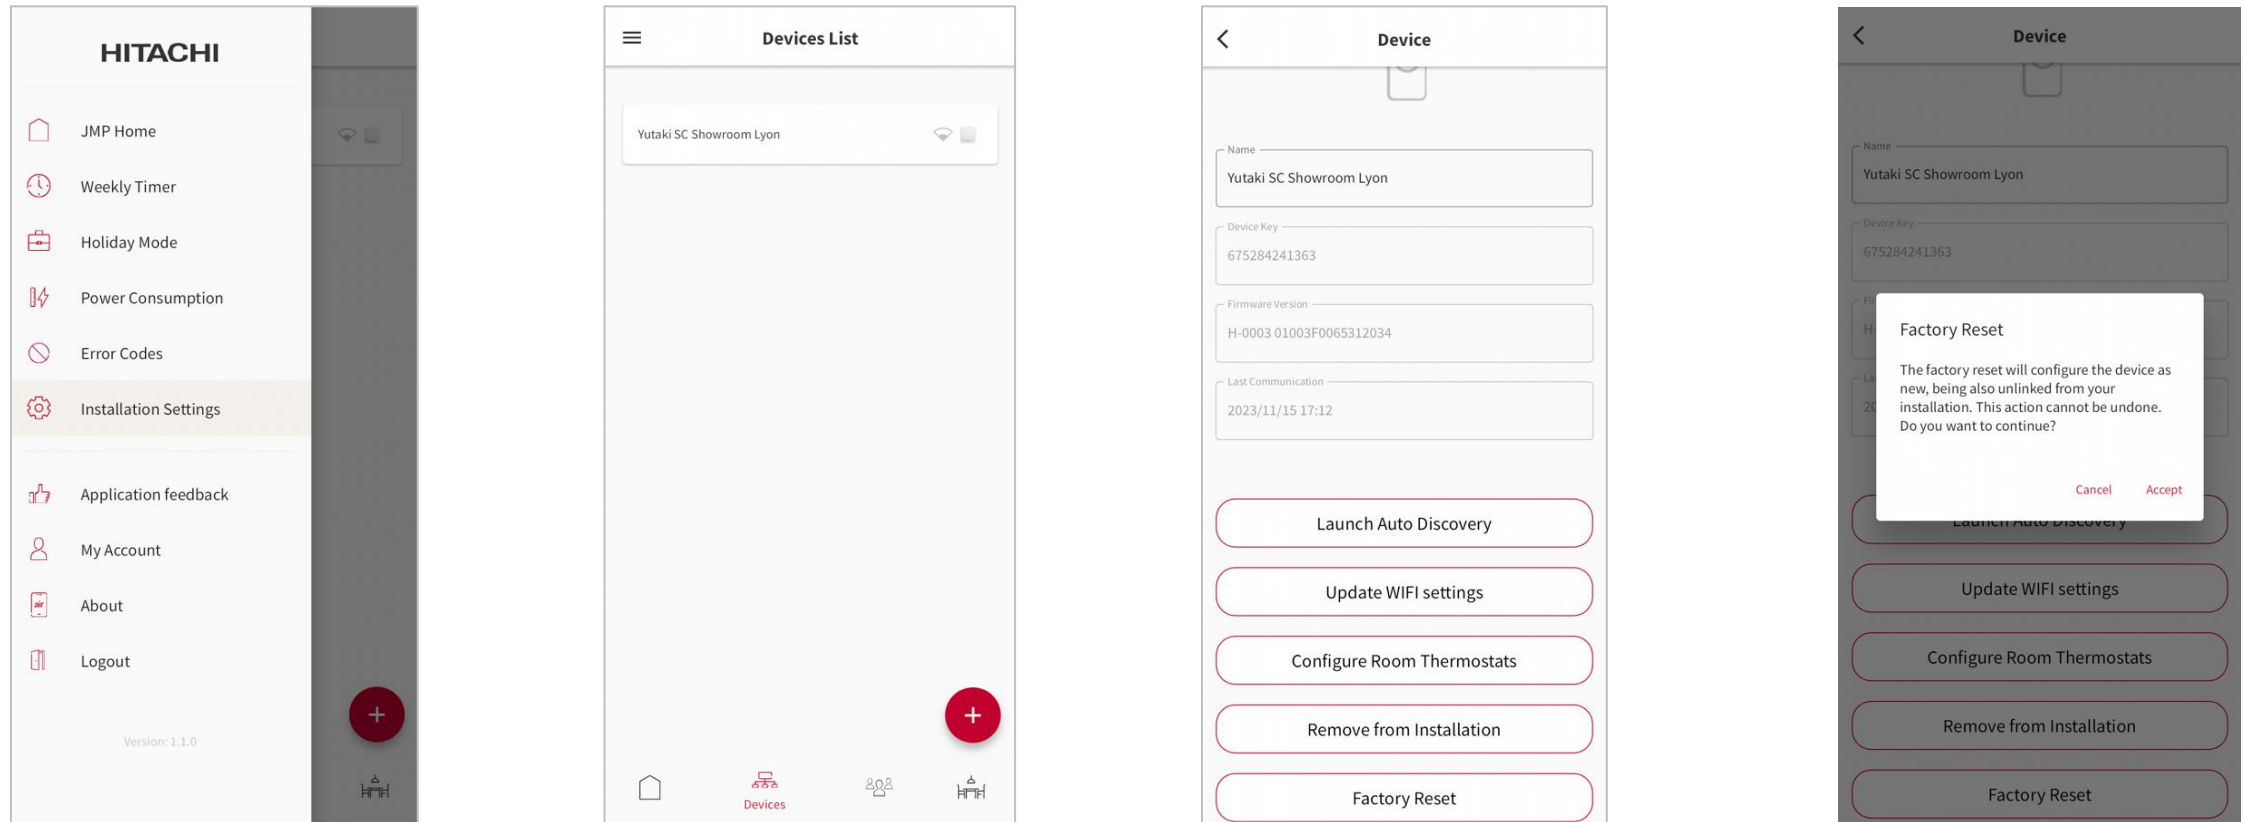 HITACHI
JMP Home
Weekly Timer
Holiday Mode
Power Consumption
Error Codes
Installation Settings
Application feedback
My Account
air
About
Logout
Version: 1.1.0
Devices List
Yutaki SC Showroom Lyon
Devices
Device
Name
Yutaki SC Showroom Lyon
Device Key
675284241363
Firmware Version
H-0003 01003F0065312034
Last Communication
2023/11/15 17:12
Launch Auto Discovery
Update WIFI settings
Configure Room Thermostats
Remove from Installation
Factory Reset
Device
Name
Yutaki SC Showroom Lyon
Device Key
675284241363
Factory Reset
The factory reset will configure the device as
new, being also unlinked from your
installation. This action cannot be undone.
Do you want to continue?
Cancel
Accept
Launch Auto Discovery
Update WIFI settings
Configure Room Thermostats
Remove from Installation
Factory Reset